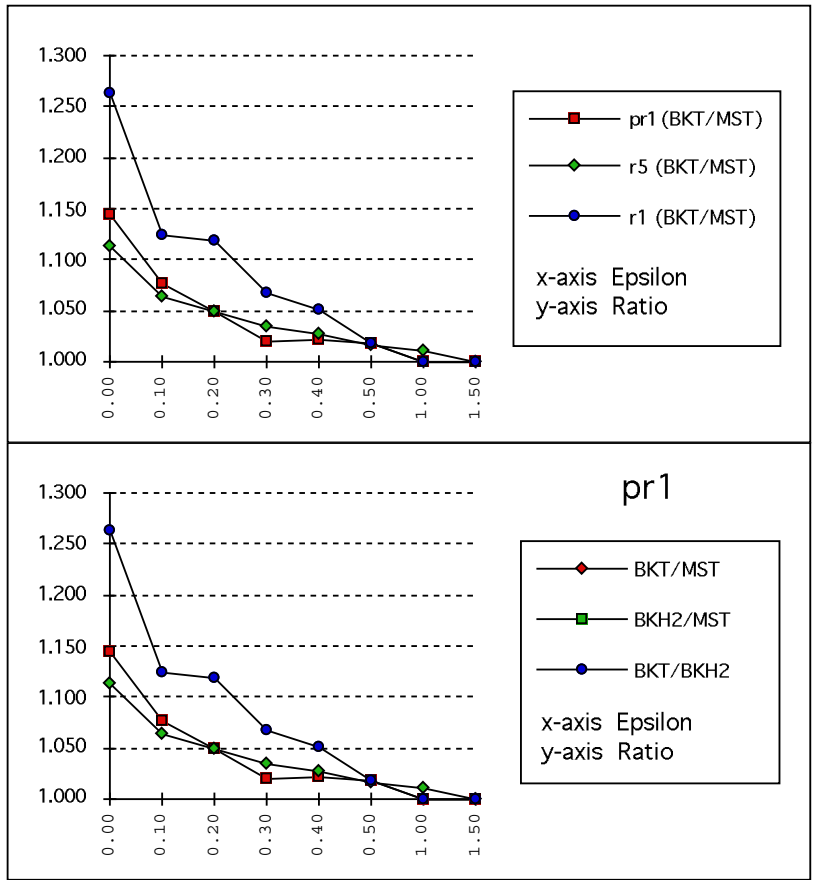 1.300
1.250
1.200
1.150
1.100
1.050
1.000
0.00
0.10
0.20
0.30
0.40
0.50
1.00
1.50
pr1 (BKT/MST)
r5 (BKT/MST)
r1 (BKT/MST)
x-axis Epsilon
y-axis Ratio
pr1
1.300
1.250
1.200
1.150
1.100
1.050
1.000
0.00
0.10
0.20
0.30
0.40
0.50
1.00
1.50
BKT/MST
BKH2/MST
BKT/BKH2
x-axis Epsilon
y-axis Ratio